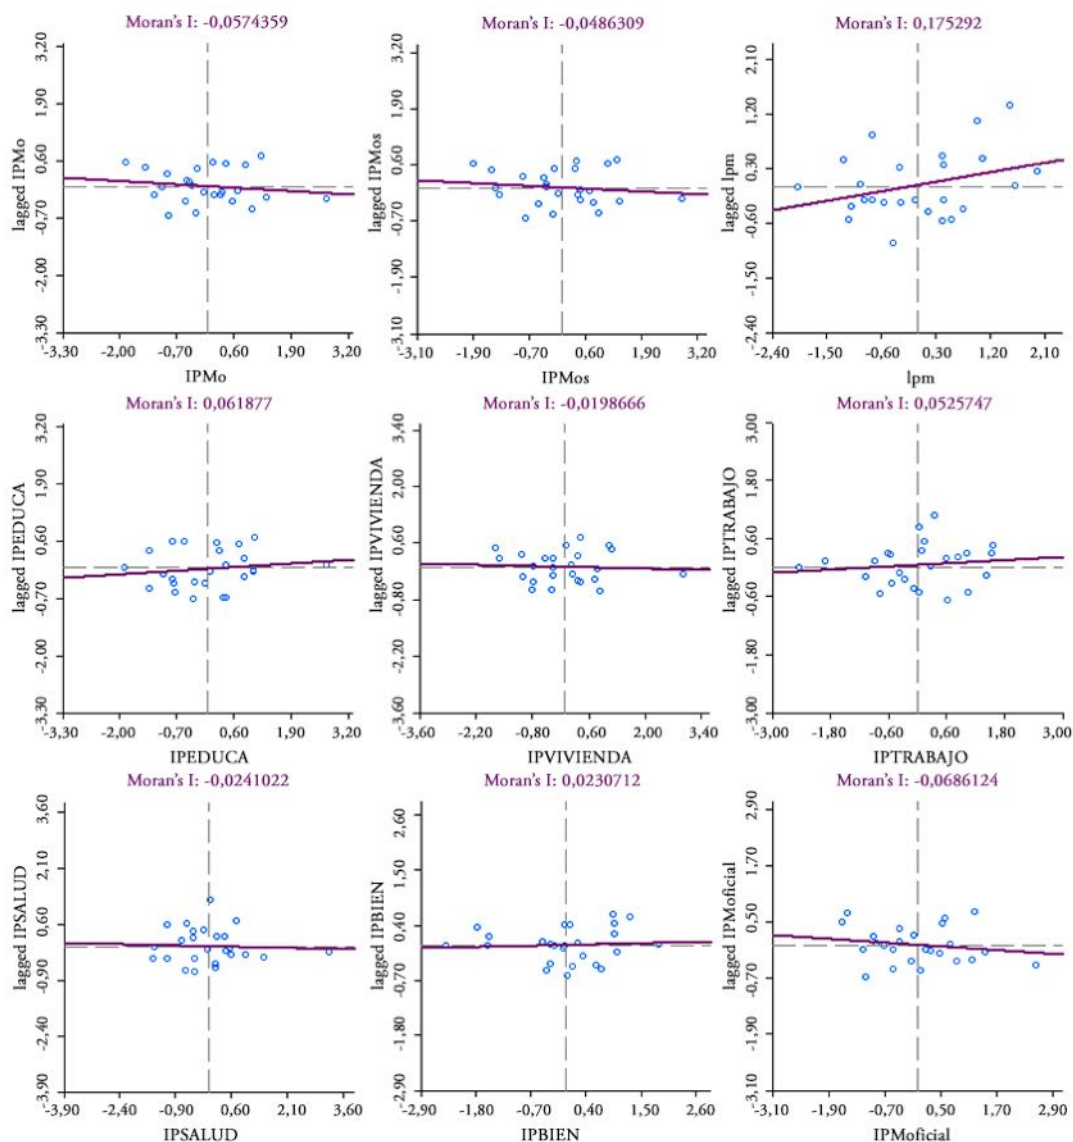 Moran's I: -0,0574359
lagged IPMo
3,20
1,90
0,60
-0,70
-2,00
-3,30
-3,30 -2,00 -0,70 0,60 1,90 3,20
IPMo
Moran's I: -0,0486309
lagged IPMos
3,20
1,90
0,60
-0,70
-1,90
-3,10
-3,10 -1,90 -0,70 0,60 1,90 3,20
IPMos
Moran's I: 0,175292
lagged lpm
2,10
1,20
0,30
-0,60
-1,50
-2,40
-2,40 -1,50 -0,60 0,30 1,20 2,10
lpm
Moran's I: 0,061877
lagged IPEDUCA
3,20
1,90
0,60
-0,70
-2,00
-3,30
-3,30 -2,00 -0,70 0,60 1,90 3,20
IPEDUCA
Moran's I: -0,0198666
lagged IPVIVIENDA
3,40
2,00
0,60
-0,80
-2,20
-3,60
-3,60 -2,20 -0,80 0,60 2,00 3,40
IPVIVIENDA
Moran's I: 0,0525747
lagged IPTRABAJO
3,00
1,80
0,60
-0,60
-1,80
-3,00
-3,00 -1,80 -0,60 0,60 1,80 3,00
IPTRABAJO
Moran's I: -0,0241022
lagged IPSALUD
3,60
2,10
0,60
-0,90
-2,40
-3,90
-3,90 -2,40 -0,90 0,60 2,10 3,60
IPSALUD
Moran's I: 0,0230712
lagged IPBIEN
2,60
1,50
0,40
-0,70
-1,80
-2,90
-2,90 -1,80 -0,70 0,40 1,50 2,60
IPBIEN
Moran's I: -0,0686124
lagged IPMoficial
2,90
1,70
0,50
-0,70
-1,90
-3,10
-3,10 -1,90 -0,70 0,50 1,70 2,90
IPMoficial